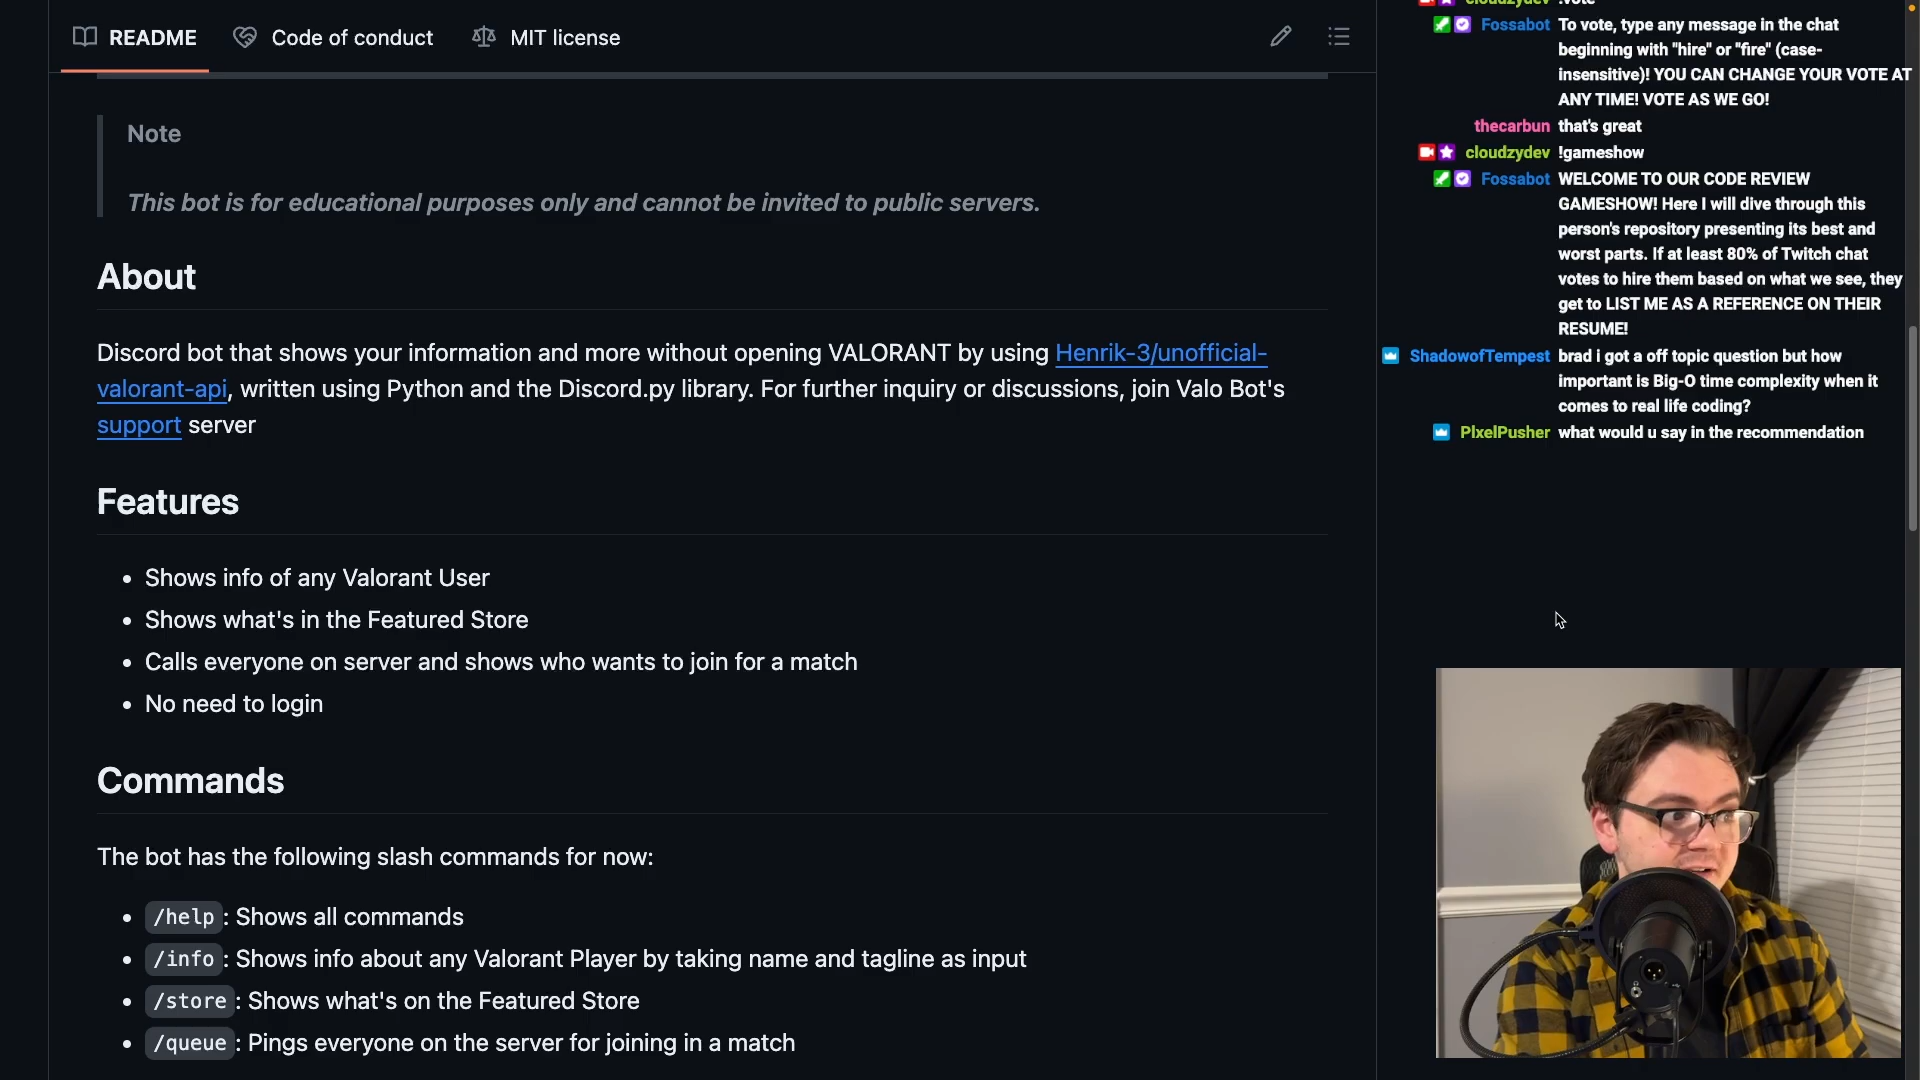 README
Code of conduct
MIT license
Note
This bot is for educational purposes only and cannot be invited to public servers.
About
Discord bot that shows your information and more without opening VALORANT by using Henrik-3/unofficial-
valorant-api, written using Python and the Discord.py library. For further inquiry or discussions, join Valo Bot's
support server
Features
Shows info of any Valorant User
Shows what's in the Featured Store
Calls everyone on server and shows who wants to join for a match
No need to login
Commands
The bot has the following slash commands for now:
/help: Shows all commands
/info: Shows info about any Valorant Player by taking name and tagline as input
/store: Shows what's on the Featured Store
/queue: Pings everyone on the server for joining in a match
cloudzydev !vote
Fossabot To vote, type any message in the chat
beginning with "hire" or "fire" (case-
insensitive)! YOU CAN CHANGE YOUR VOTE AT
ANY TIME! VOTE AS WE GO!
thecarbun that's great
cloudzydev !gameshow
Fossabot WELCOME TO OUR CODE REVIEW
GAMESHOW! Here I will dive through this
person's repository presenting its best and
worst parts. If at least 80% of Twitch chat
votes to hire them based on what we see, they
get to LIST ME AS A REFERENCE ON THEIR
RESUME!
ShadowofTempest brad i got a off topic question but how
important is Big-O time complexity when it
comes to real life coding?
PlxelPusher what would u say in the recommendation